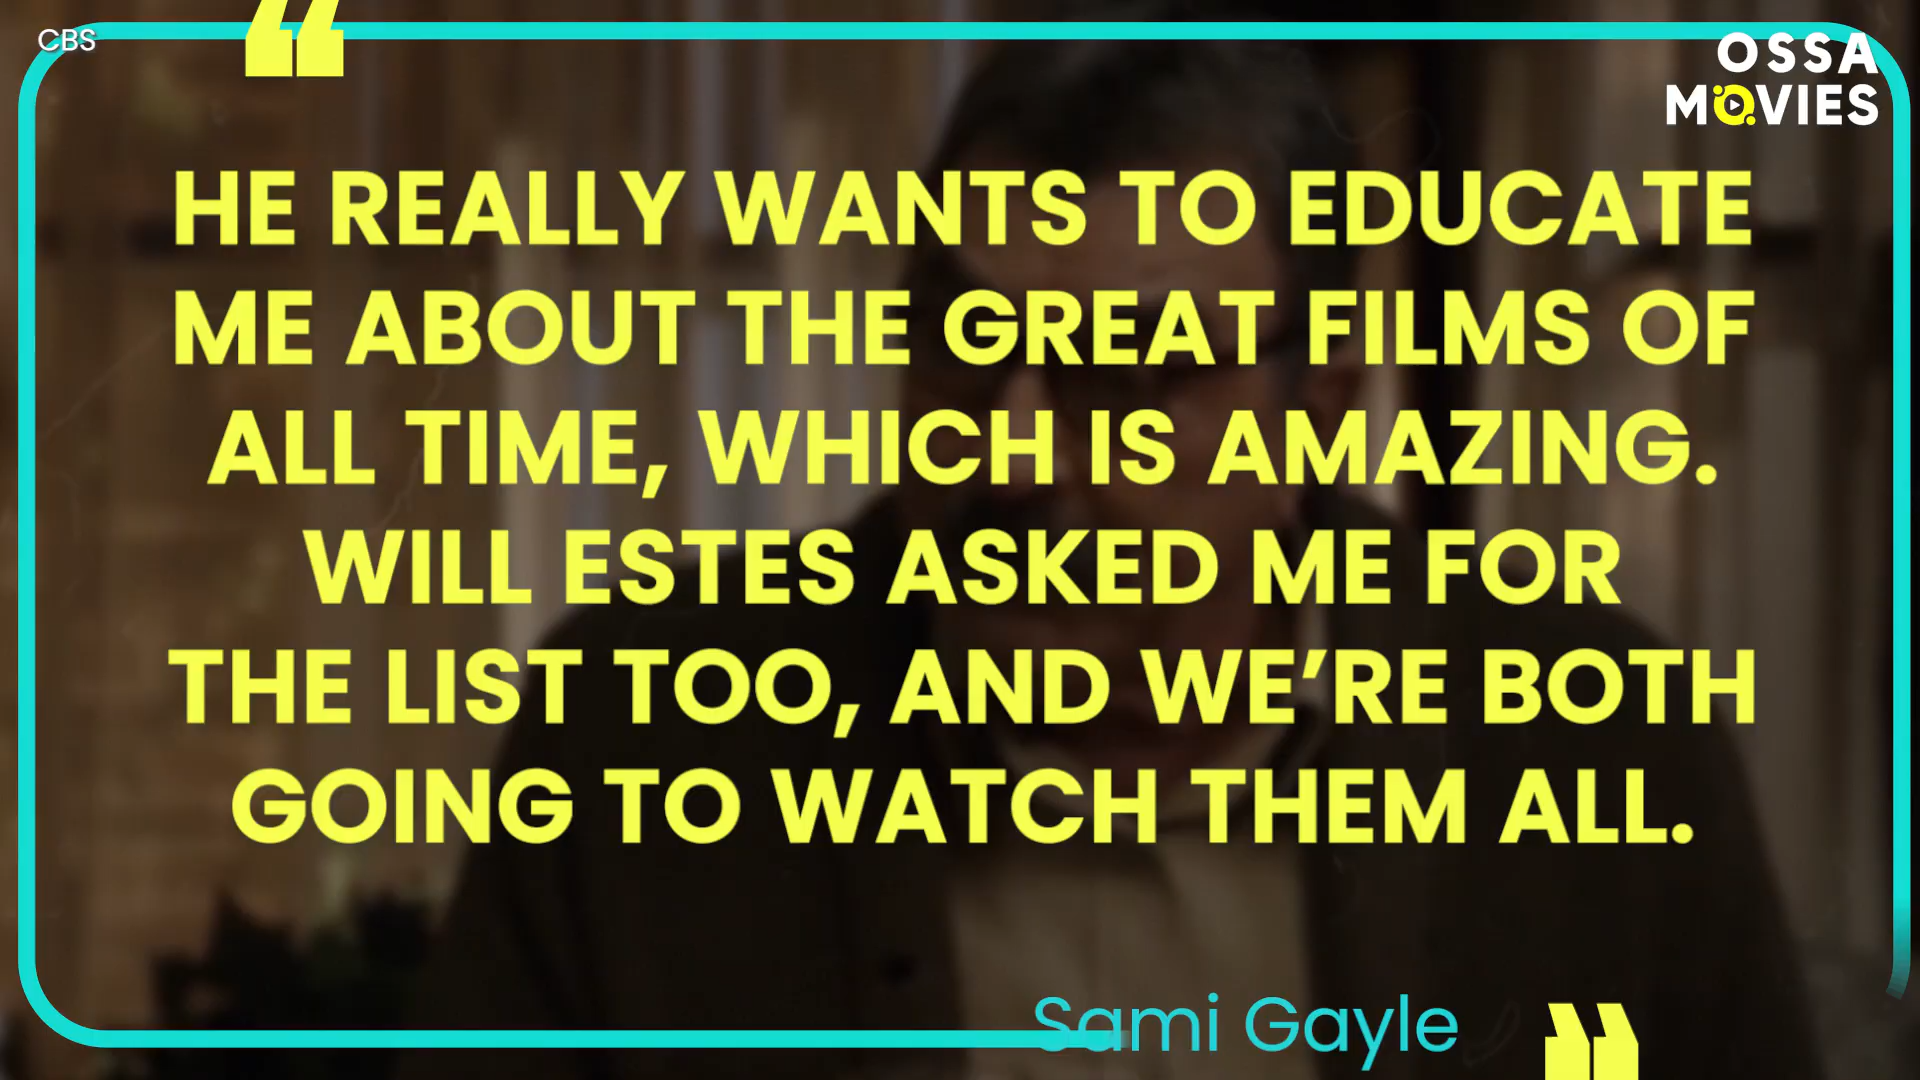 CBS
OSSA
MOVIES
HE REALLY WANTS TO EDUCATE
ME ABOUT THE GREAT FILMS OF
ALL TIME, WHICH IS AMAZING.
WILL ESTES ASKED ME FOR
THE LIST TOO, AND WE’RE BOTH
GOING TO WATCH THEM ALL.
Sami Gayle